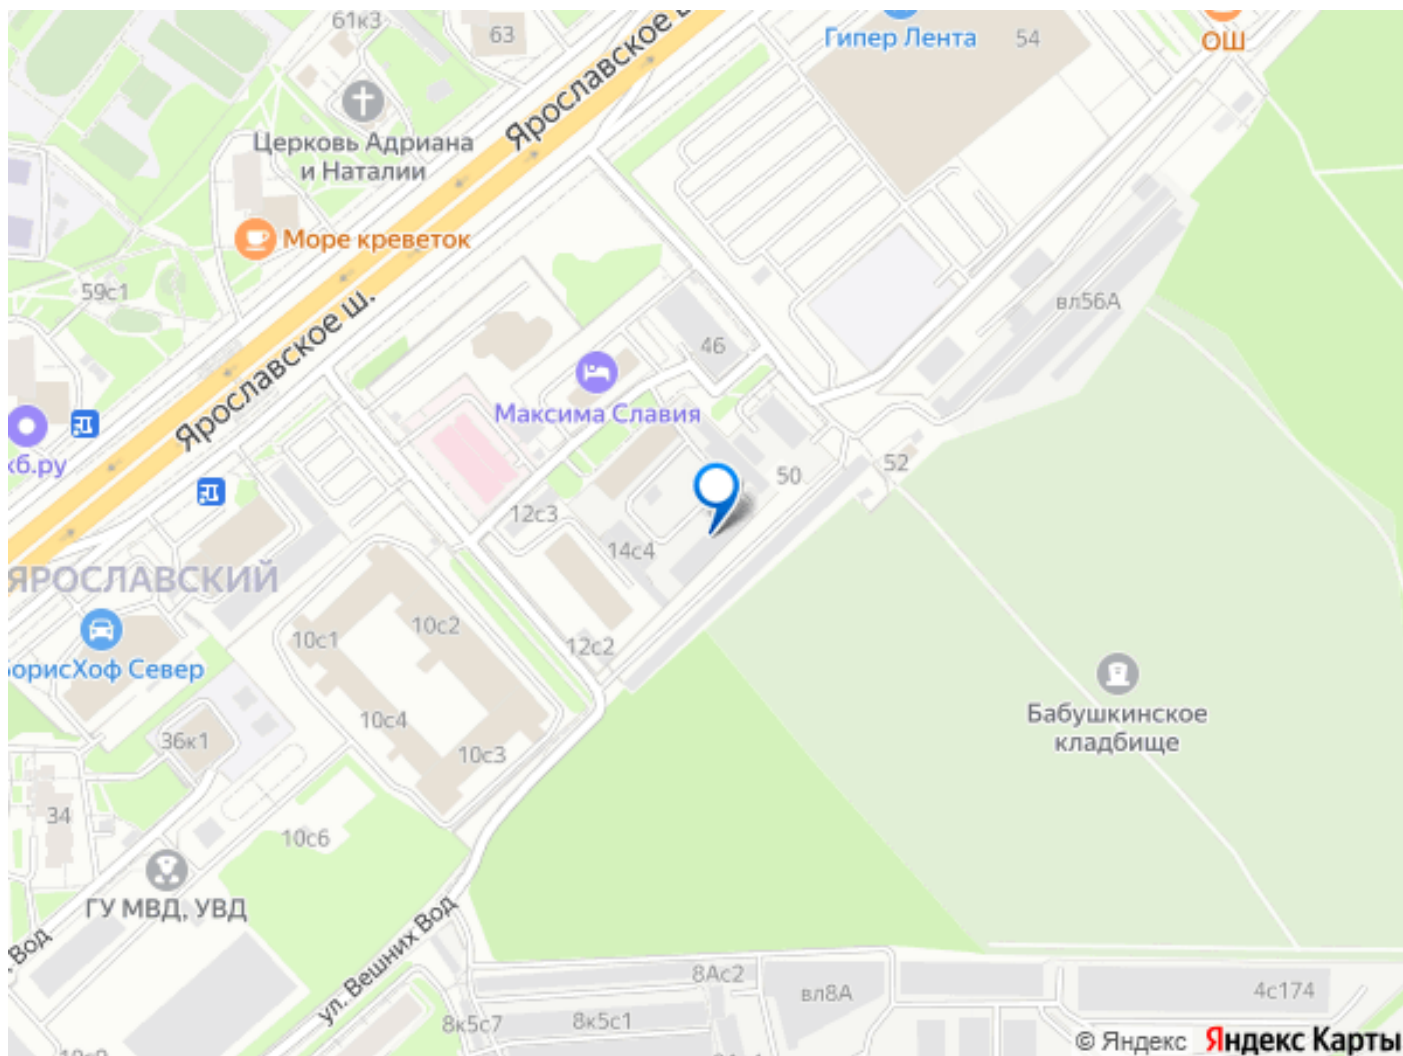 61к3
63
Гипер Лента
54
ОШ
Ярославское
Церковь Адриана
и Наталии
Море креветок
59с1
вл56А
Ярославское ш.
46
Максима Славия
кб.ру
52
50
12с3
14с4
ЯРОСЛАВСКИЙ
10с1
10с2
12с2
орисХоф Север
10с4
36к1
10с3
Бабушкинское
кладбище
34
10с6
ГУ МВД, УВД
Вод
ул. Вешних Вод
8Ас2
вл8А
4с174
8к5с7
8к5с1
© Яндекс Яндекс Карты